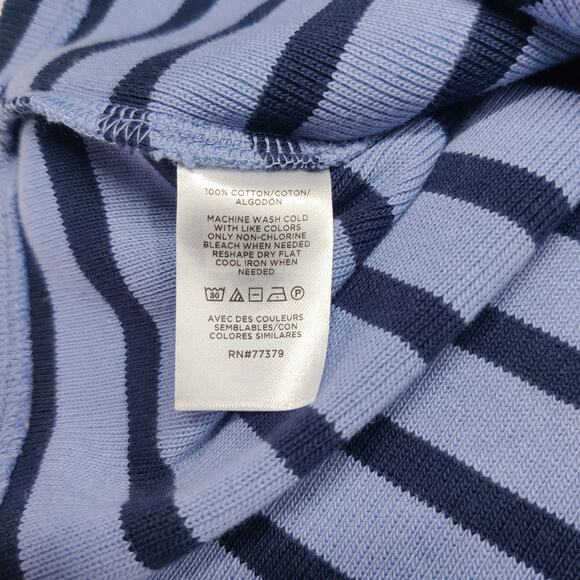 100% COTTON/COTON/
ALGODÓN
MACHINE WASH COLD
WITH LIKE COLORS
ONLY NON-CHLORINE
BLEACH WHEN NEEDED
RESHAPE DRY FLAT
COOL IRON WHEN
NEEDED
30 P
AVEC DES COULEURS
SEMBLABLES/CON
COLORES SIMILARES
RN#77379